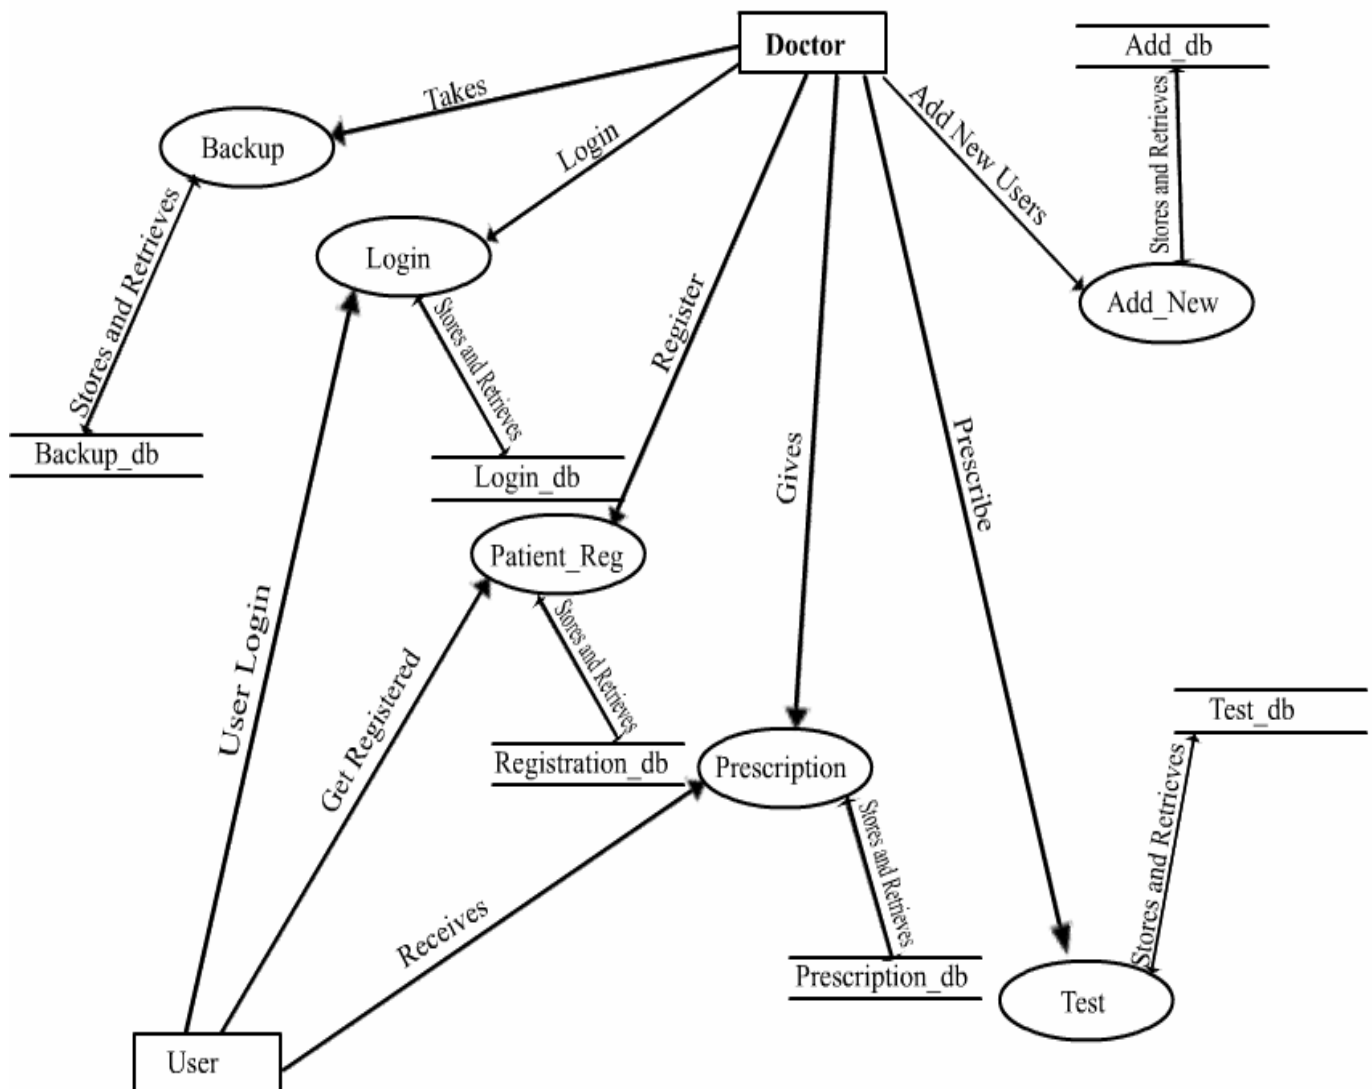 Doctor
Add_db
Takes
Login
Add New Users
Stores and Retrieves
Backup
Login
Add_New
Stores and Retrieves
Stores and Retrieves
Register
Backup_db
Login_db
Gives
Prescribe
Patient_Reg
User Login
Get Registered
Stores and Retrieves
Registration_db
Prescription
Test_db
Stores and Retrieves
Stores and Retrieves
Receives
Prescription_db
Test
User